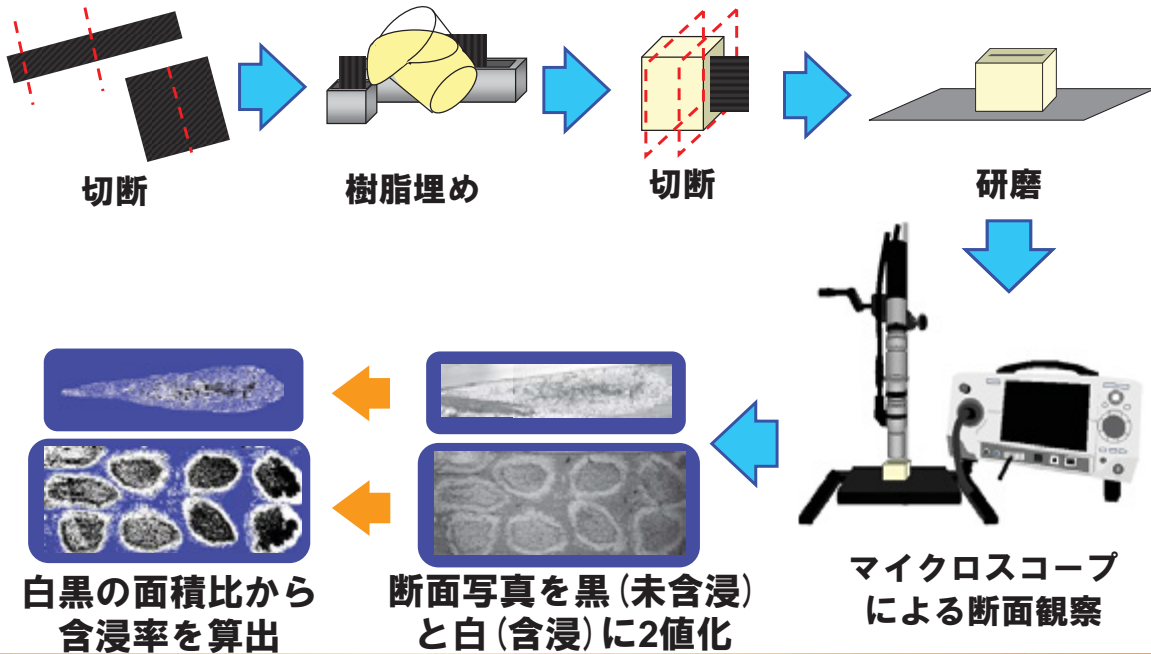 切断
樹脂埋め
切断
研磨
マイクロスコープ
による断面観察
断面写真を黒(未含浸)
と白(含浸)に2値化
白黒の面積比から
含浸率を算出